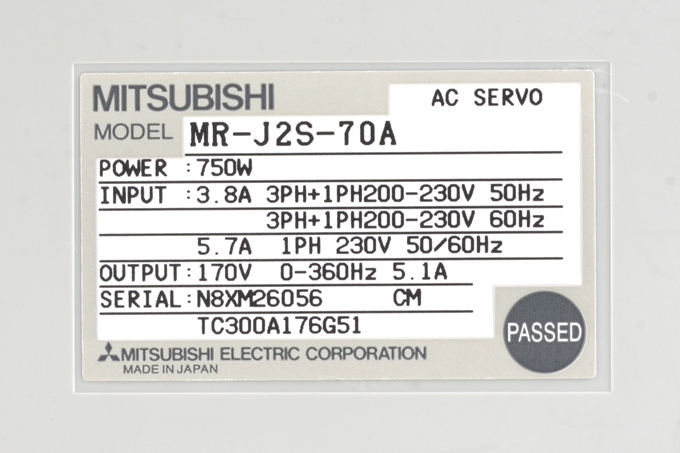 MITSUBISHI
AC SERVO
MODEL MR-J2S-70A
POWER :750W
INPUT :3.8A 3PH+1PH200-230V 50Hz
3PH+1PH200-230V 60Hz
5.7A 1PH 230V 50/60Hz
OUTPUT:170V 0-360Hz 5.1A
SERIAL:N8XM26056 CM
TC300A176G51
PASSED
MITSUBISHI ELECTRIC CORPORATION
MADE IN JAPAN